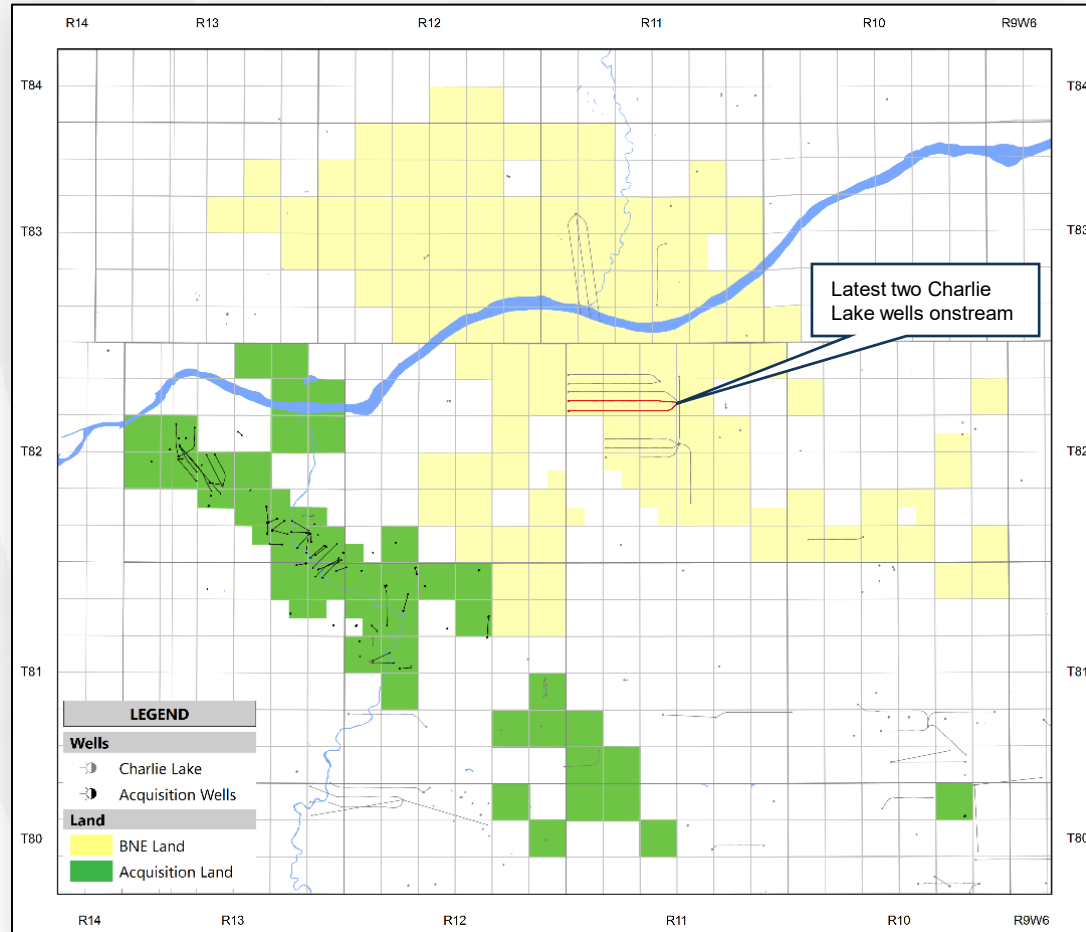 R14 R13 R12 R11 R10 R9W6
T84 T84
T83 T83
Latest two Charlie
Lake wells onstream
T82 T82
T81 T81
LEGEND
Wells
Charlie Lake
Acquisition Wells
Land
BNE Land
Acquisition Land
T80 T80
R14 R13 R12 R11 R10 R9W6